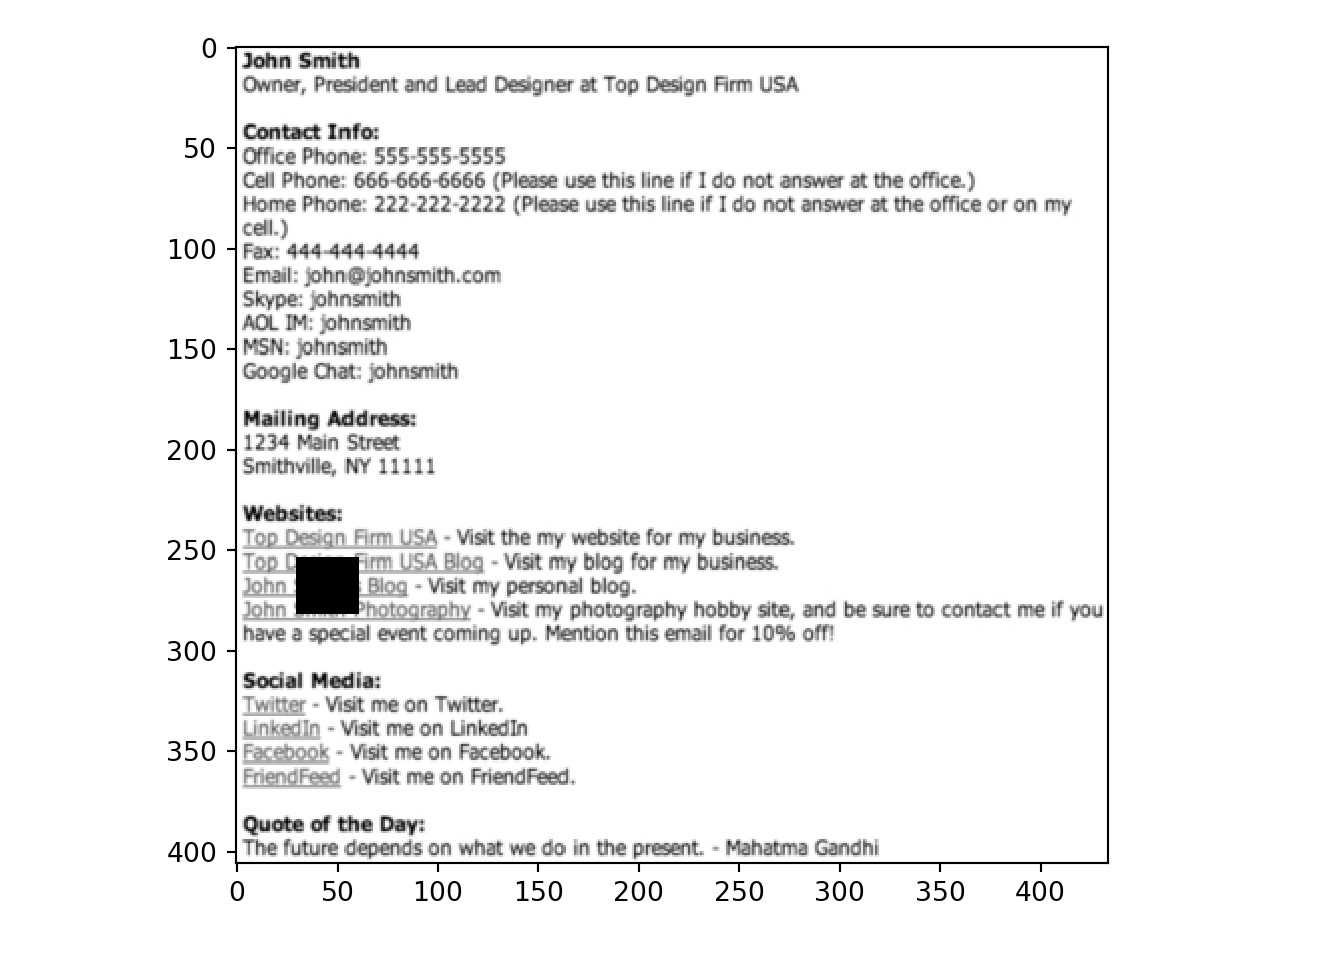 0
John Smith
Owner, President and Lead Designer at Top Design Firm USA
Contact Info:
50
Office Phone: 555-555-5555
Cell Phone: 666-666-6666 (Please use this line if I do not answer at the office.)
Home Phone: 222-222-2222 (Please use this line if I do not answer at the office or on my
cell.)
100
Fax: 444-444-4444
Email: john@johnsmith.com
Skype: johnsmith
AOL IM: johnsmith
150
MSN: johnsmith
Google Chat: johnsmith
Mailing Address:
200
1234 Main Street
Smithville, NY 11111
Websites:
Top Design Firm USA - Visit the my website for my business.
250
Top Firm USA Blog - Visit my blog for my business.
John Blog - Visit my personal blog.
John Photography - Visit my photography hobby site, and be sure to contact me if you
have a special event coming up. Mention this email for 10% off!
300
Social Media:
Twitter - Visit me on Twitter.
LinkedIn - Visit me on LinkedIn
350
Facebook - Visit me on Facebook.
FriendFeed - Visit me on FriendFeed.
Quote of the Day:
400
The future depends on what we do in the present. - Mahatma Gandhi
0 50 100 150 200 250 300 350 400